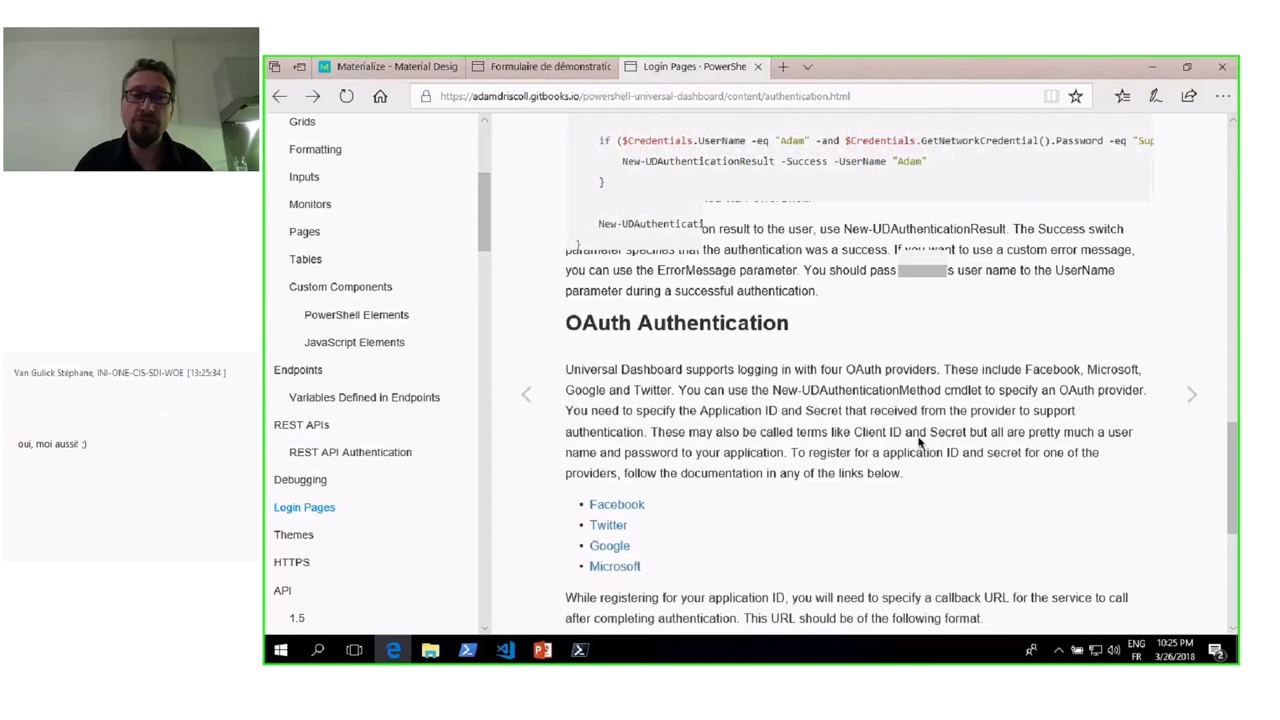 Materialize - Material Desig
Formulaire de démonstratic
Login Pages · PowerShe
https://adamdriscoll.gitbooks.io/powershell-universal-dashboard/content/authentication.html
Grids
Formatting
Inputs
Monitors
Pages
Tables
Custom Components
PowerShell Elements
JavaScript Elements
Endpoints
Variables Defined in Endpoints
REST APIs
REST API Authentication
Debugging
Login Pages
Themes
HTTPS
API
1.5
if ($Credentials.UserName -eq "Adam" -and $Credentials.GetNetworkCredential().Password -eq "Sup
New-UDAuthenticationResult -Success -UserName "Adam"
}
New-UDAuthenticati
}
on result to the user, use New-UDAuthenticationResult. The Success switch
parameter specifies that the authentication was a success. If you want to use a custom error message,
you can use the ErrorMessage parameter. You should pass s user name to the UserName
parameter during a successful authentication.
OAuth Authentication
Universal Dashboard supports logging in with four OAuth providers. These include Facebook, Microsoft,
Google and Twitter. You can use the New-UDAuthenticationMethod cmdlet to specify an OAuth provider.
You need to specify the Application ID and Secret that received from the provider to support
authentication. These may also be called terms like Client ID and Secret but all are pretty much a user
name and password to your application. To register for a application ID and secret for one of the
providers, follow the documentation in any of the links below.
• Facebook
• Twitter
• Google
• Microsoft
While registering for your application ID, you will need to specify a callback URL for the service to call
after completing authentication. This URL should be of the following format.
Van Gulick Stéphane, INI-ONE-CIS-SDI-WOE [13:25:34 ]
oui, moi aussi! ;)
ENG
FR
10:25 PM
3/26/2018
2